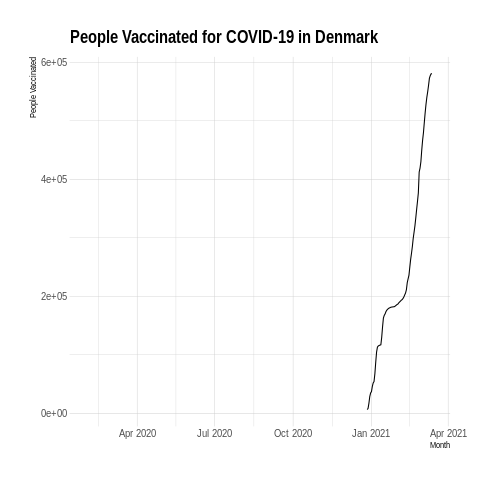 People Vaccinated for COVID-19 in Denmark
People Vaccinated
6e+05
4e+05
2e+05
0e+00
Apr 2020 Jul 2020 Oct 2020 Jan 2021 Apr 2021
Month